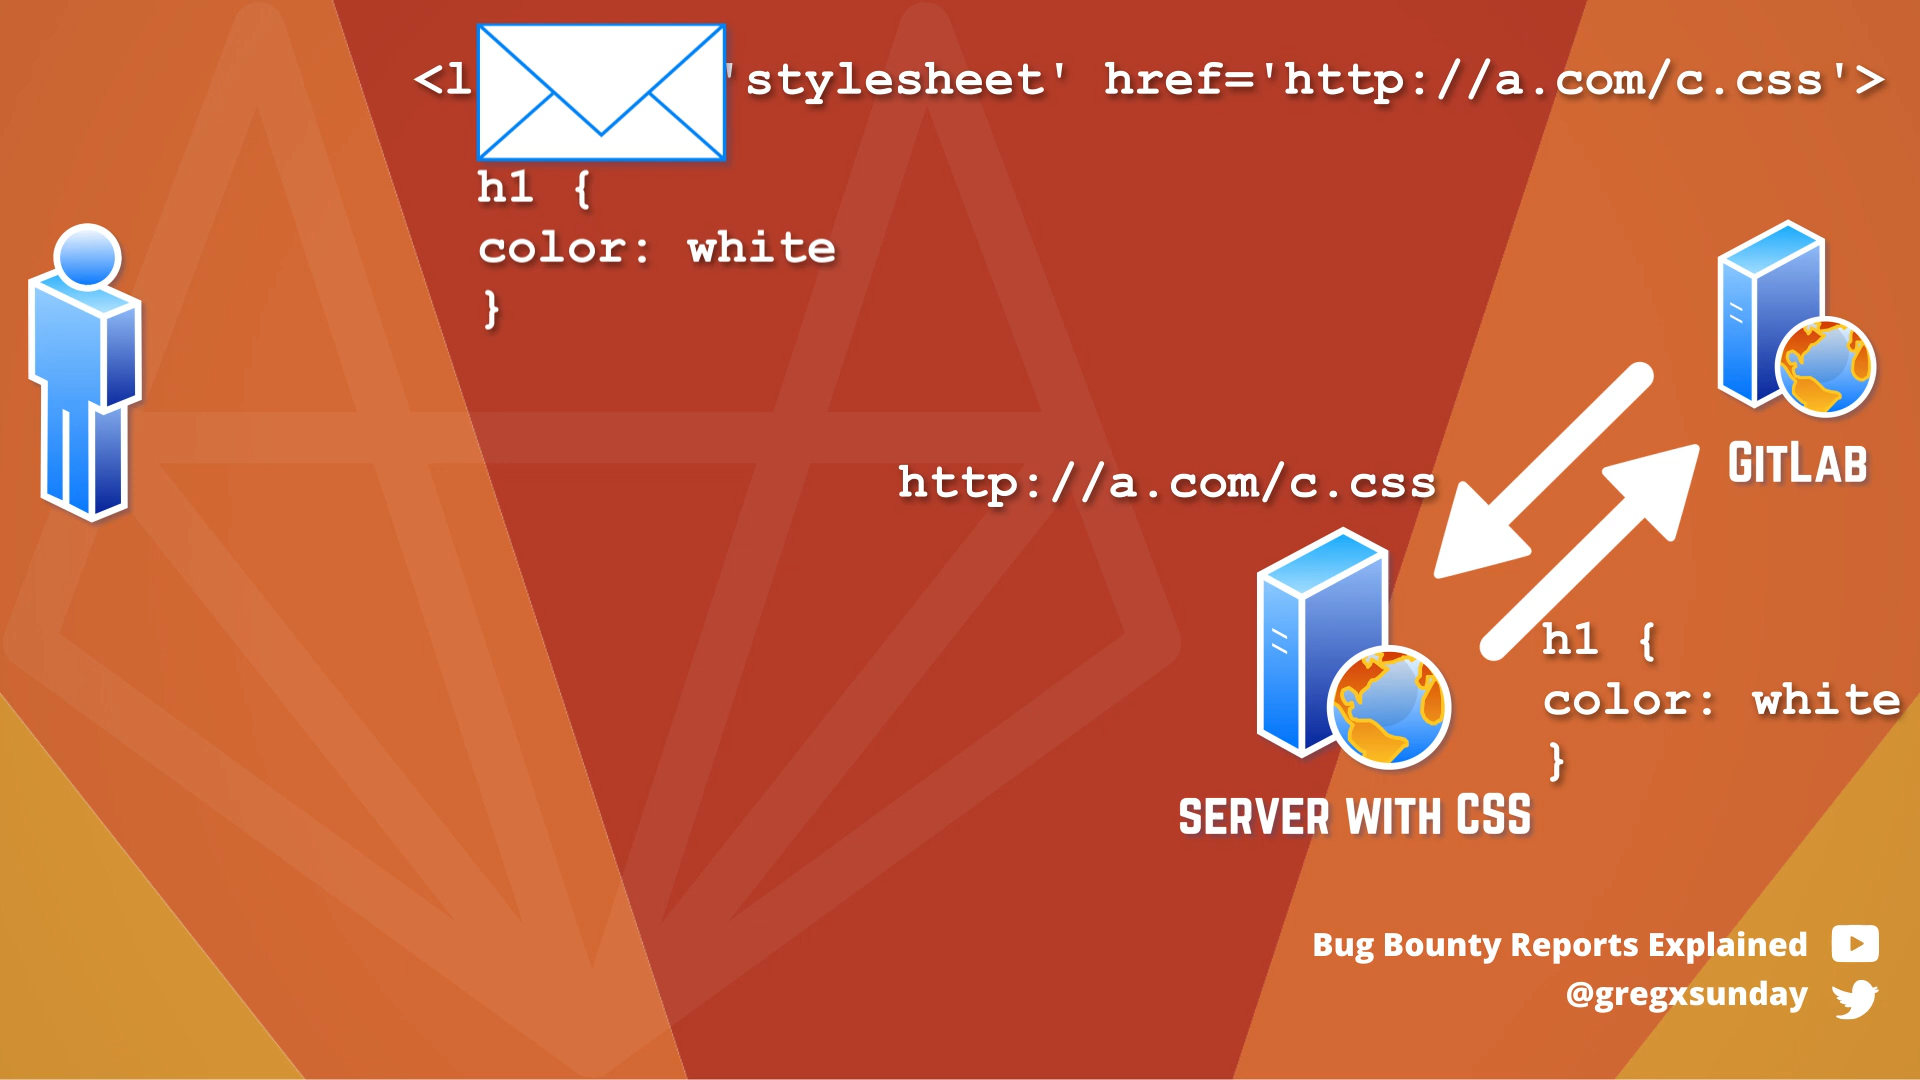 <l 'stylesheet' href='http://a.com/c.css'>
h1 {
color: white
}
GitLab
http://a.com/c.css
h1 {
color: white
}
SERVER WITH CSS
Bug Bounty Reports Explained
@gregxsunday